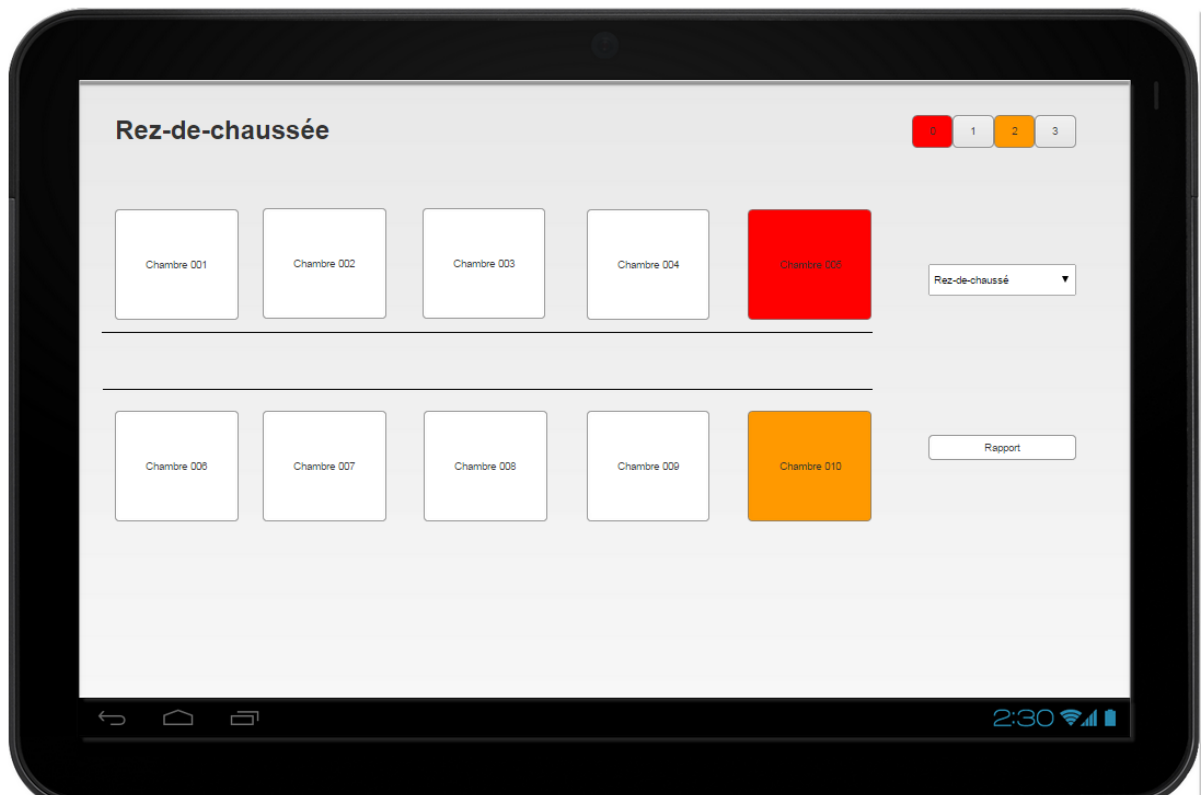 Rez-de-chaussée
0 1 2 3
Chambre 001 Chambre 002 Chambre 003 Chambre 004 Chambre 005
Rez-de-chaussé
Chambre 006 Chambre 007 Chambre 008 Chambre 009 Chambre 010
Rapport
2:30